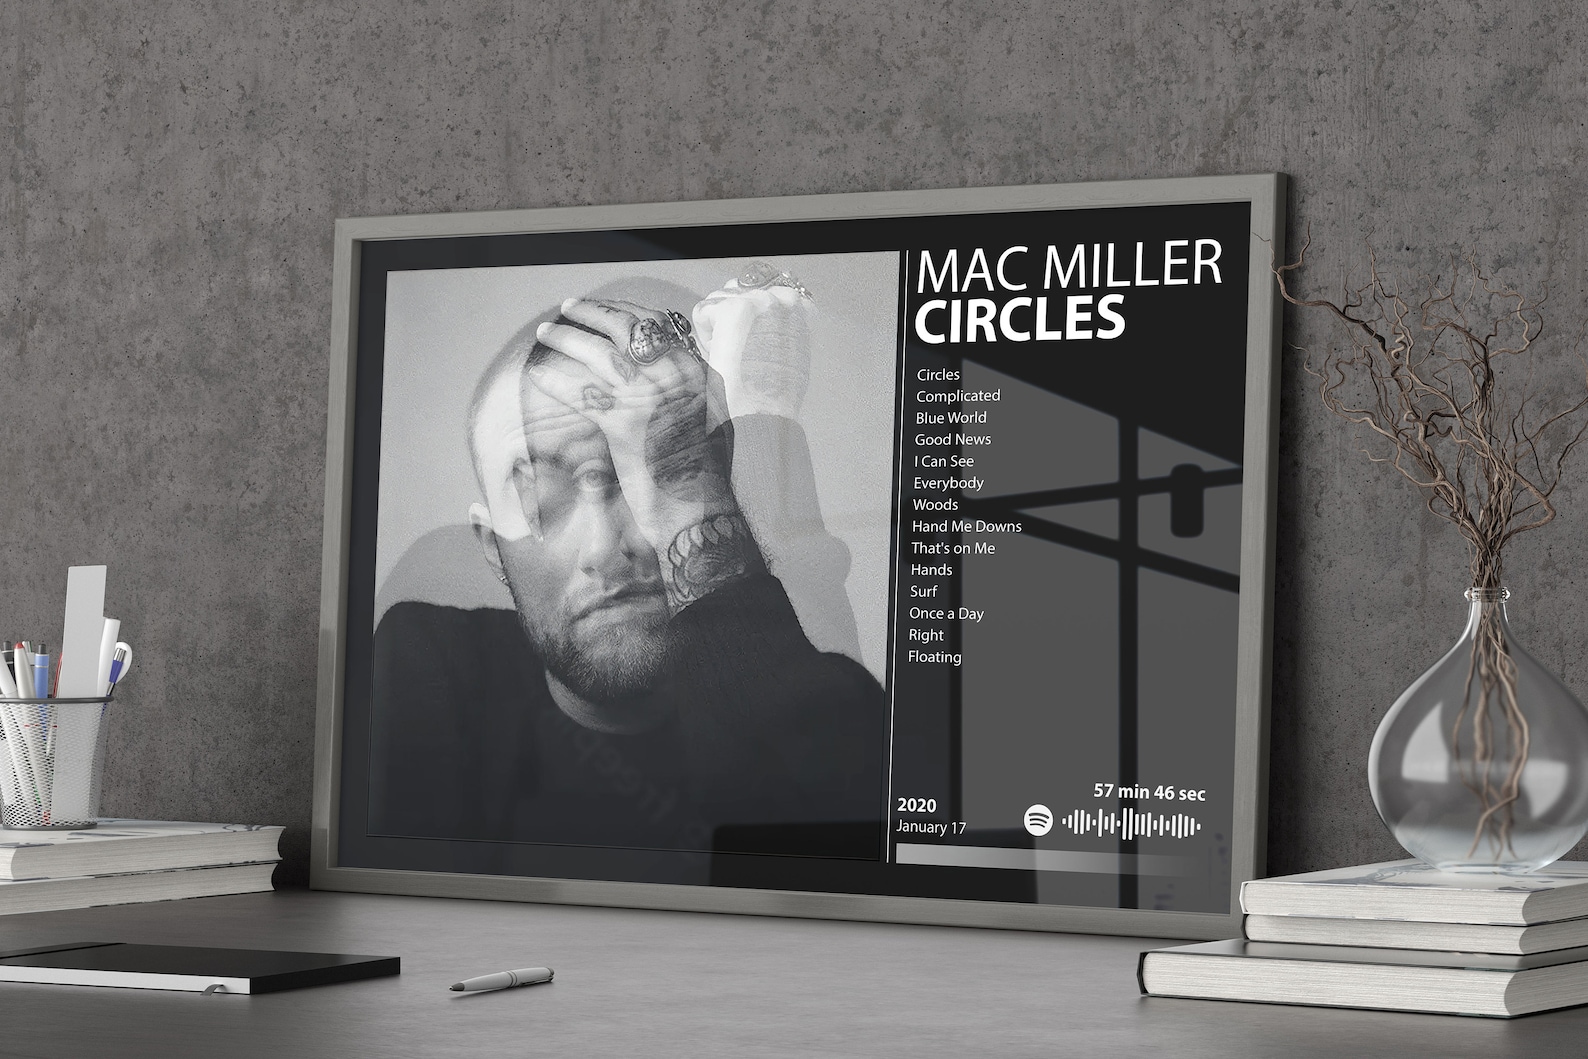 MAC MILLER
CIRCLES
Circles
Complicated
Blue World
Good News
I Can See
Everybody
Woods
Hand Me Downs
That's on Me
Hands
Surf
Once a Day
Right
Floating
57 min 46 sec
2020
January 17